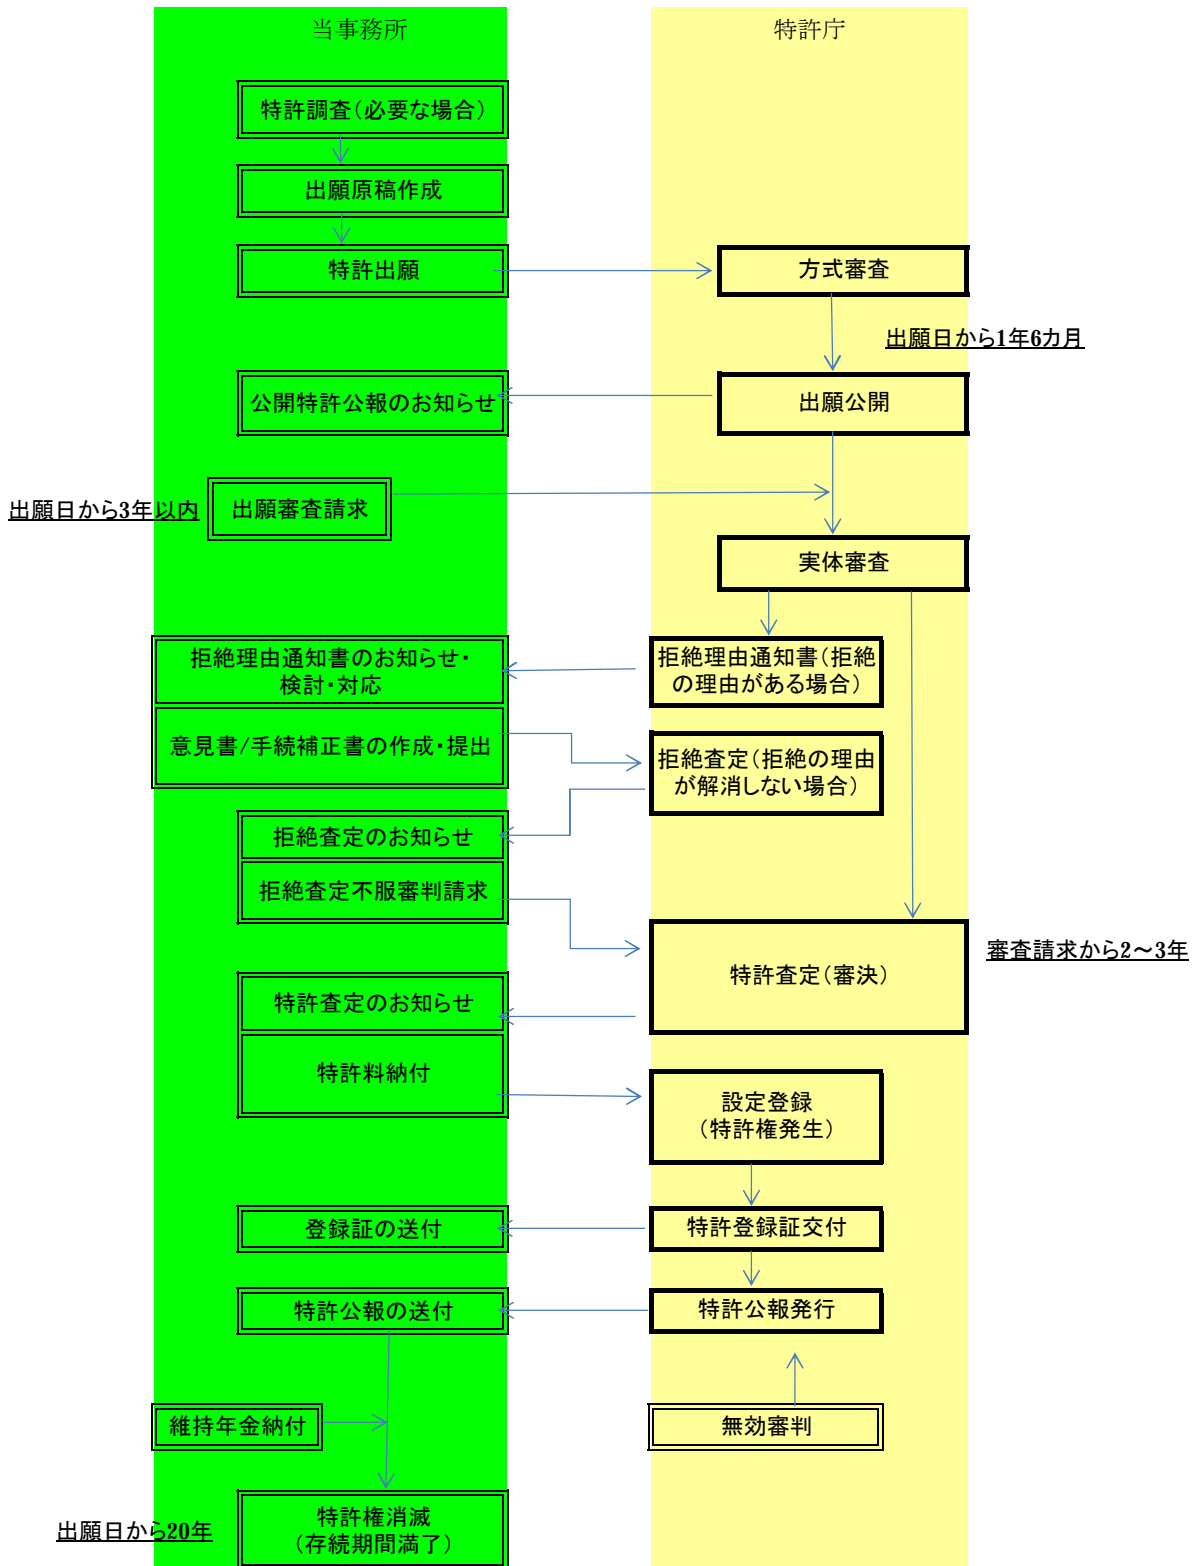 当事務所
特許庁
特許調査（必要な場合）
出願原稿作成
特許出願
方式審査
出願日から1年6カ月
公開特許公報のお知らせ
出願公開
出願日から3年以内
出願審査請求
実体審査
拒絶理由通知書のお知らせ・
検討・対応
拒絶理由通知書（拒絶
の理由がある場合）
意見書/手続補正書の作成・提出
拒絶査定（拒絶の理由
が解消しない場合）
拒絶査定のお知らせ
拒絶査定不服審判請求
特許査定（審決）
審査請求から2～3年
特許査定のお知らせ
特許料納付
設定登録
（特許権発生）
登録証の送付
特許登録証交付
特許公報の送付
特許公報発行
維持年金納付
無効審判
出願日から20年
特許権消滅
（存続期間満了）